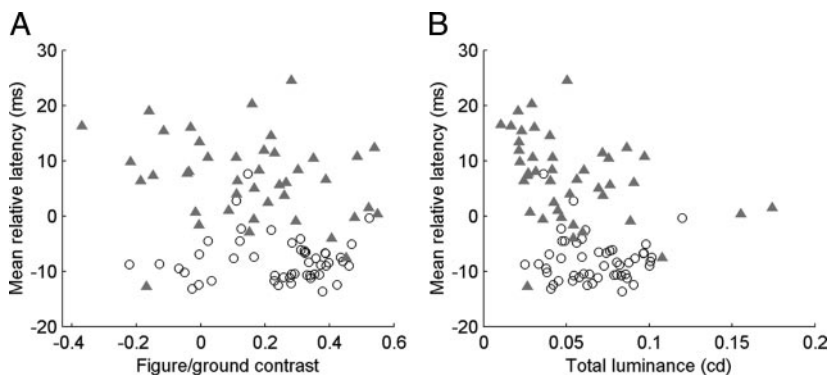 A
B
Mean relative latency (ms)
30
20
10
0
-10
-20
-0.4 -0.2 0 0.2 0.4 0.6
Figure/ground contrast
Mean relative latency (ms)
30
20
10
0
-10
-20
0 0.05 0.1 0.15 0.2
Total luminance (cd)